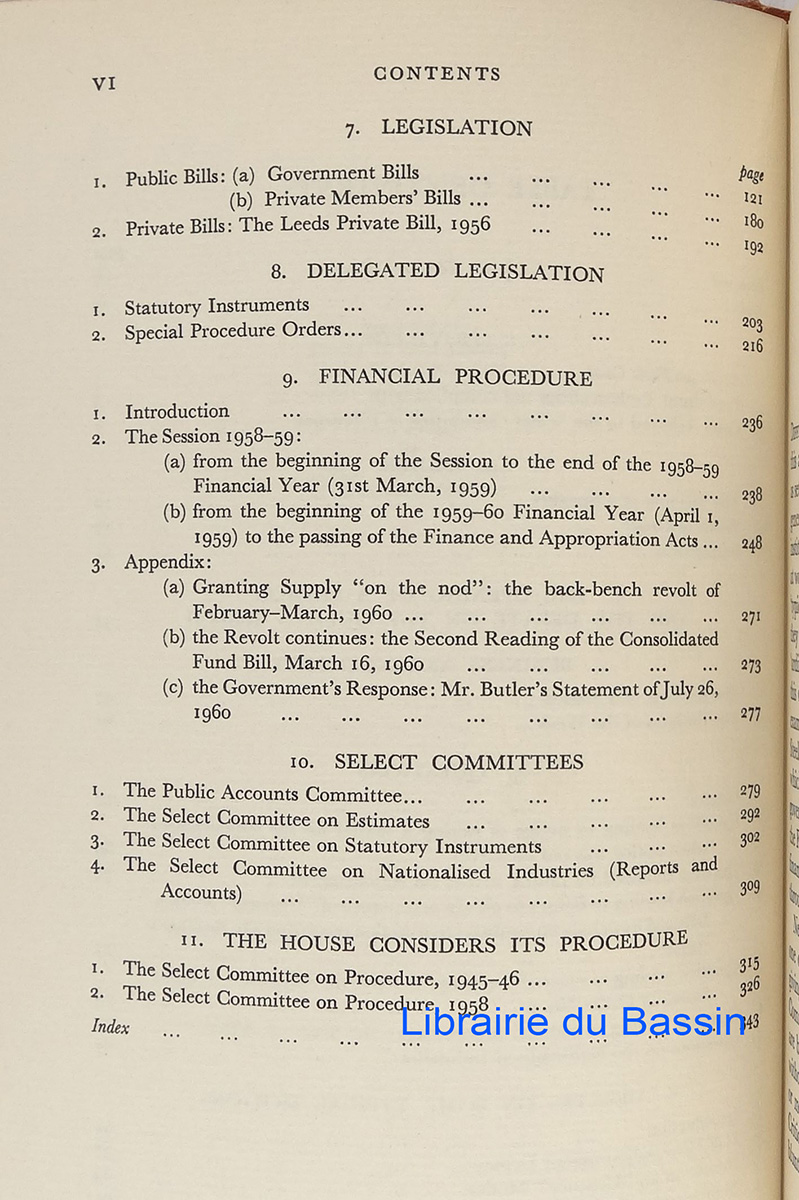 VI CONTENTS
7. LEGISLATION
page
1. Public Bills: (a) Government Bills ... ... ... ... ... 121
(b) Private Members' Bills ... ... ... ... ... 180
2. Private Bills: The Leeds Private Bill, 1956 ... ... ... ... 192
8. DELEGATED LEGISLATION
1. Statutory Instruments ... ... ... ... ... ... ... 203
2. Special Procedure Orders... ... ... ... ... ... ... 216
9. FINANCIAL PROCEDURE
1. Introduction ... ... ... ... ... ... ... ... 236
2. The Session 1958–59:
(a) from the beginning of the Session to the end of the 1958–59
Financial Year (31st March, 1959) ... ... ... ... 238
(b) from the beginning of the 1959–60 Financial Year (April 1,
1959) to the passing of the Finance and Appropriation Acts ... 248
3. Appendix:
(a) Granting Supply "on the nod": the back-bench revolt of
February–March, 1960 ... ... ... ... ... ... 271
(b) the Revolt continues: the Second Reading of the Consolidated
Fund Bill, March 16, 1960 ... ... ... ... ... 273
(c) the Government's Response: Mr. Butler's Statement of July 26,
1960 ... ... ... ... ... ... ... ... 277
10. SELECT COMMITTEES
1. The Public Accounts Committee... ... ... ... ... ... 279
2. The Select Committee on Estimates ... ... ... ... ... 292
3. The Select Committee on Statutory Instruments ... ... ... 302
4. The Select Committee on Nationalised Industries (Reports and
Accounts) ... ... ... ... ... ... ... ... 309
11. THE HOUSE CONSIDERS ITS PROCEDURE
1. The Select Committee on Procedure, 1945–46 ... ... ... ... 315
2. The Select Committee on Procedure, 1958 ... ... ... ... 326
Index ... ... ... ... ... ... ... ... ... ... 343
Librairie du Bassin